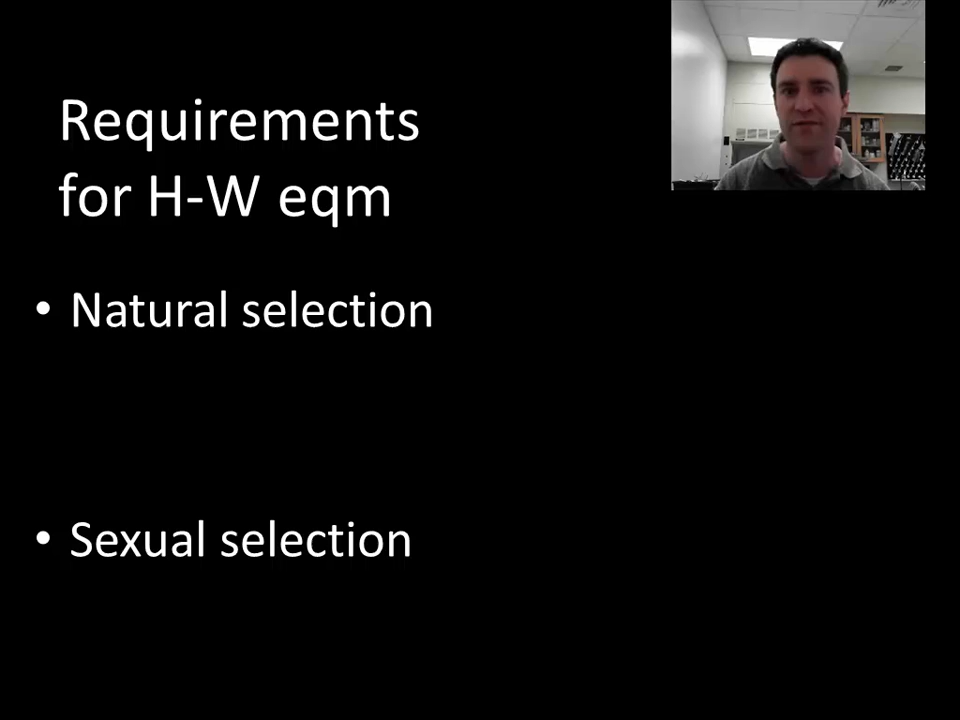 Requirements
for H-W eqm
• Natural selection
• Sexual selection